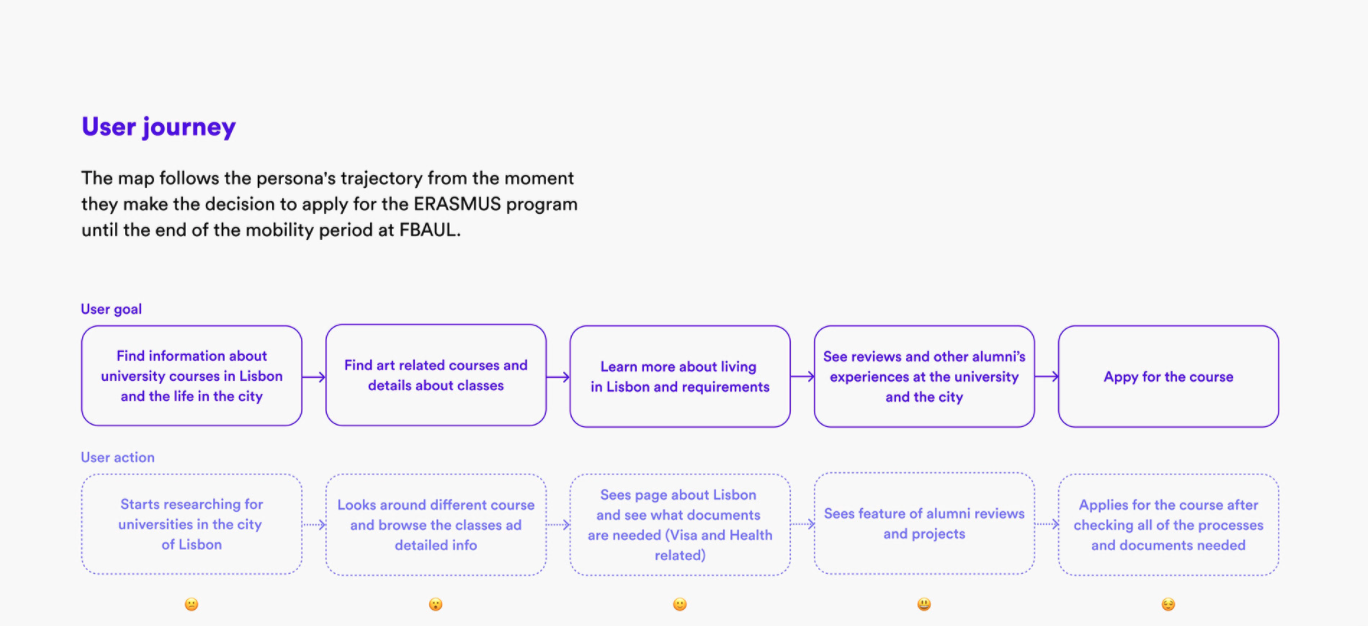 User journey
The map follows the persona's trajectory from the moment
they make the decision to apply for the ERASMUS program
until the end of the mobility period at FBAUL.
User goal
Find information about
university courses in Lisbon
and the life in the city
Find art related courses and
details about classes
Learn more about living
in Lisbon and requirements
See reviews and other alumni’s
experiences at the university
and the city
Appy for the course
User action
Starts researching for
universities in the city
of Lisbon
Looks around different course
and browse the classes ad
detailed info
Sees page about Lisbon
and see what documents
are needed (Visa and Health
related)
Sees feature of alumni reviews
and projects
Applies for the course after
checking all of the processes
and documents needed